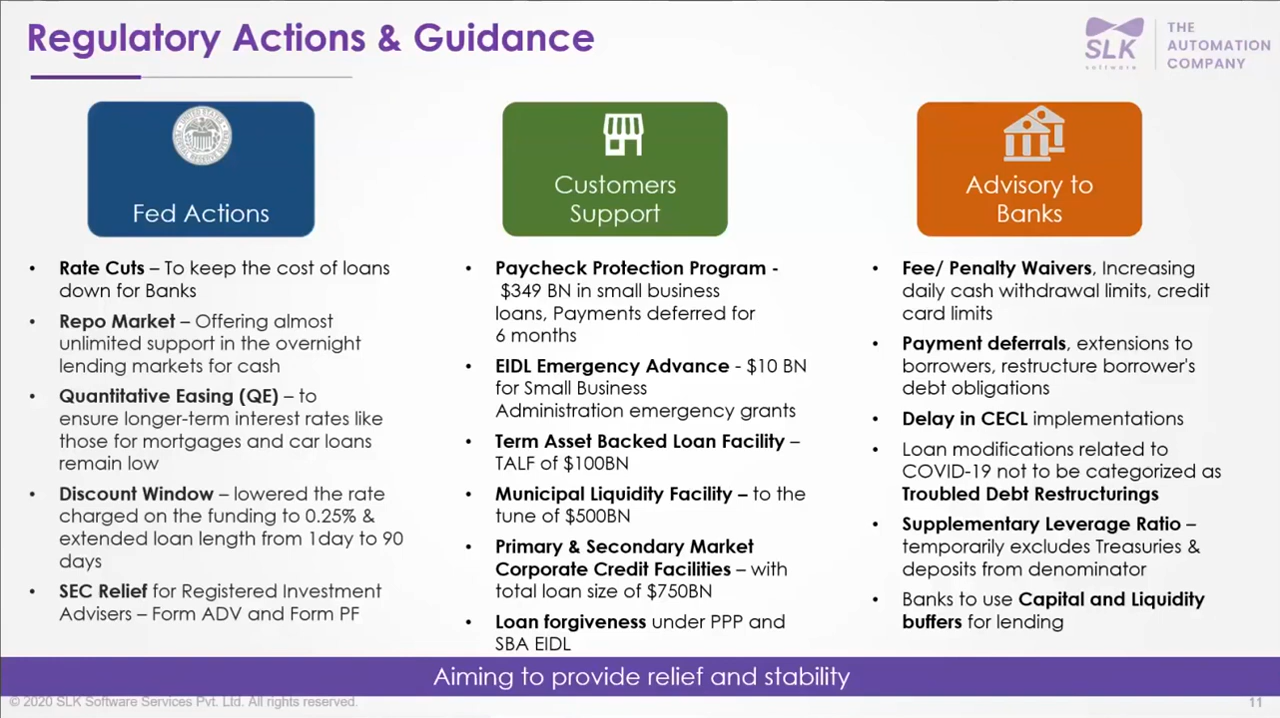 Regulatory Actions & Guidance
SLK
software
THE
AUTOMATION
COMPANY
Fed Actions
• Rate Cuts – To keep the cost of loans
down for Banks
• Repo Market – Offering almost
unlimited support in the overnight
lending markets for cash
• Quantitative Easing (QE) – to
ensure longer-term interest rates like
those for mortgages and car loans
remain low
• Discount Window – lowered the rate
charged on the funding to 0.25% &
extended loan length from 1day to 90
days
• SEC Relief for Registered Investment
Advisers – Form ADV and Form PF
Customers
Support
• Paycheck Protection Program -
$349 BN in small business
loans, Payments deferred for
6 months
• EIDL Emergency Advance - $10 BN
for Small Business
Administration emergency grants
• Term Asset Backed Loan Facility –
TALF of $100BN
• Municipal Liquidity Facility – to the
tune of $500BN
• Primary & Secondary Market
Corporate Credit Facilities – with
total loan size of $750BN
• Loan forgiveness under PPP and
SBA EIDL
Advisory to
Banks
• Fee/ Penalty Waivers, Increasing
daily cash withdrawal limits, credit
card limits
• Payment deferrals, extensions to
borrowers, restructure borrower's
debt obligations
• Delay in CECL implementations
• Loan modifications related to
COVID-19 not to be categorized as
Troubled Debt Restructurings
• Supplementary Leverage Ratio –
temporarily excludes Treasuries &
deposits from denominator
• Banks to use Capital and Liquidity
buffers for lending
Aiming to provide relief and stability
© 2020 SLK Software Services Pvt. Ltd. All rights reserved.
11